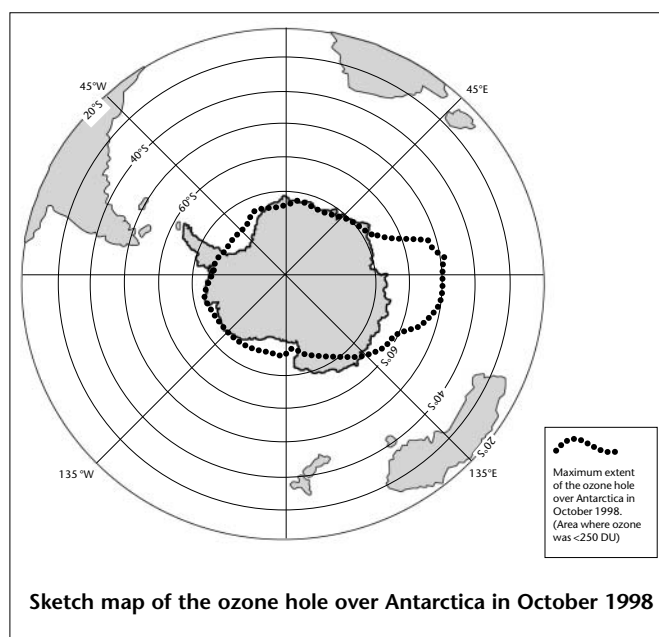 45°W
45°E
20°S
40°S
60°S
60°S
40°S
20°S
135°W
135°E
Maximum extent
of the ozone hole
over Antarctica in
October 1998.
(Area where ozone
was <250 DU)
Sketch map of the ozone hole over Antarctica in October 1998